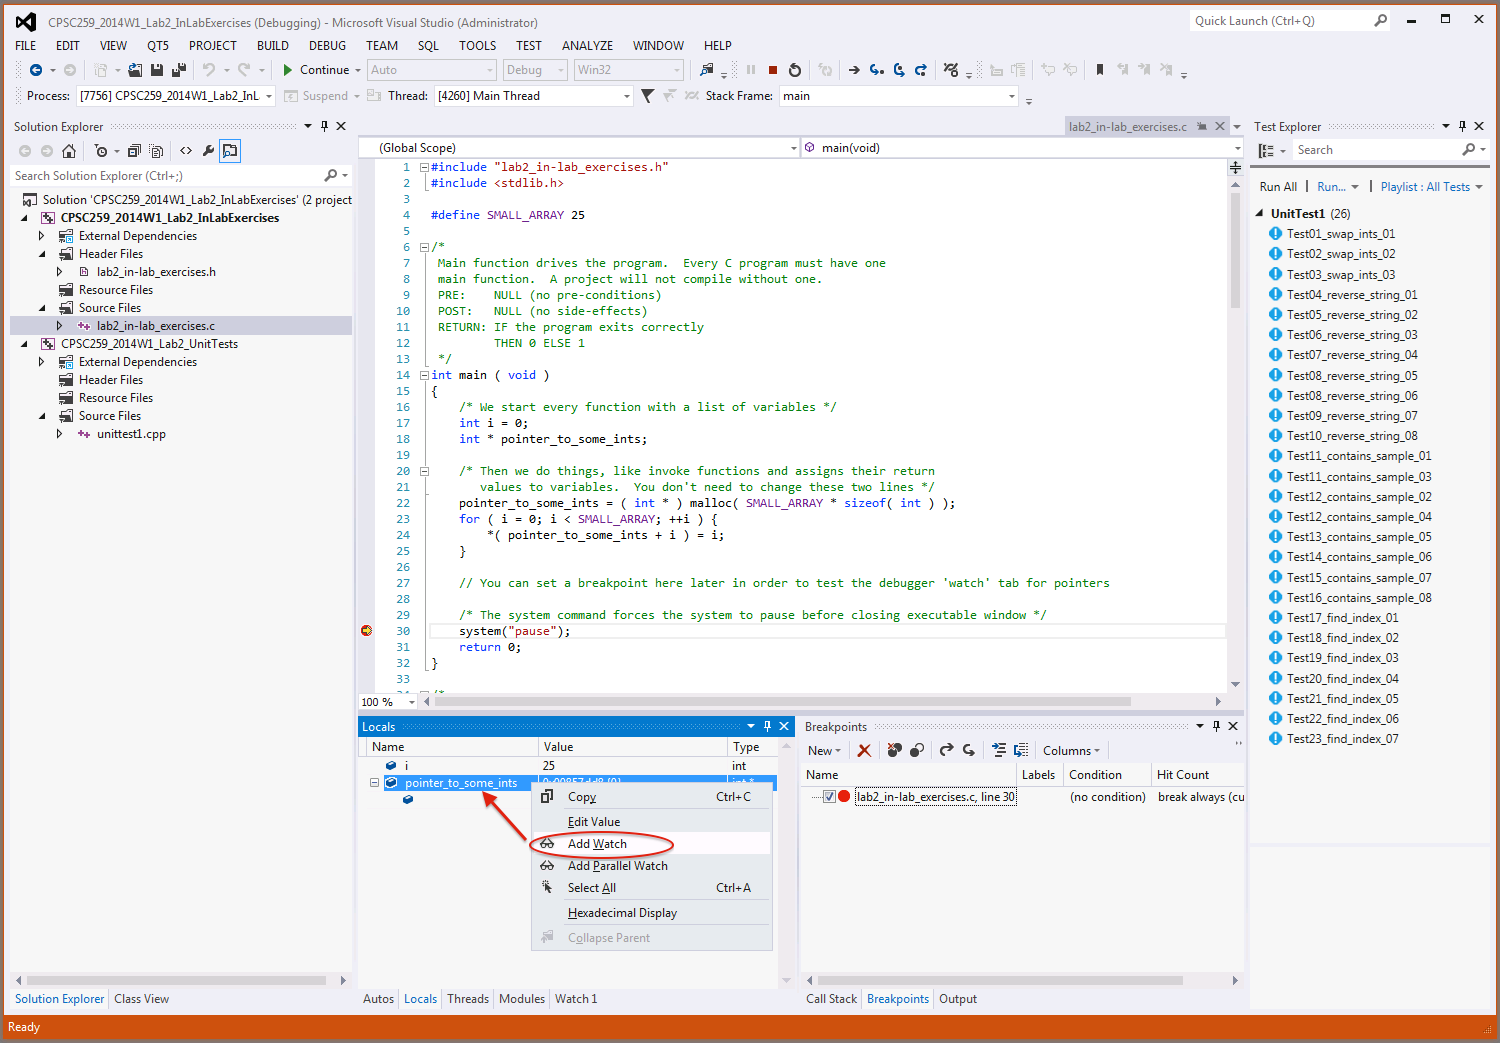 CPSC259_2014W1_Lab2_InLabExercises (Debugging) - Microsoft Visual Studio (Administrator)
Quick Launch (Ctrl+Q)
FILE EDIT VIEW QT5 PROJECT BUILD DEBUG TEAM SQL TOOLS TEST ANALYZE WINDOW HELP
Continue Auto Debug Win32
Process: [7756] CPSC259_2014W1_Lab2_InL Suspend Thread: [4260] Main Thread Stack Frame: main
Solution Explorer
Search Solution Explorer (Ctrl+;)
Solution 'CPSC259_2014W1_Lab2_InLabExercises' (2 project
CPSC259_2014W1_Lab2_InLabExercises
External Dependencies
Header Files
lab2_in-lab_exercises.h
Resource Files
Source Files
lab2_in-lab_exercises.c
CPSC259_2014W1_Lab2_UnitTests
External Dependencies
Header Files
Resource Files
Source Files
unittest1.cpp
Solution Explorer Class View
lab2_in-lab_exercises.c
(Global Scope) main(void)
1 #include "lab2_in-lab_exercises.h"
2 #include <stdlib.h>
3
4 #define SMALL_ARRAY 25
5
6 /*
7 Main function drives the program. Every C program must have one
8 main function. A project will not compile without one.
9 PRE: NULL (no pre-conditions)
10 POST: NULL (no side-effects)
11 RETURN: IF the program exits correctly
12 THEN 0 ELSE 1
13 */
14 int main ( void )
15 {
16 /* We start every function with a list of variables */
17 int i = 0;
18 int * pointer_to_some_ints;
19
20 /* Then we do things, like invoke functions and assigns their return
21 values to variables. You don't need to change these two lines */
22 pointer_to_some_ints = ( int * ) malloc( SMALL_ARRAY * sizeof( int ) );
23 for ( i = 0; i < SMALL_ARRAY; ++i ) {
24 *( pointer_to_some_ints + i ) = i;
25 }
26
27 // You can set a breakpoint here later in order to test the debugger 'watch' tab for pointers
28
29 /* The system command forces the system to pause before closing executable window */
30 system("pause");
31 return 0;
32 }
33
100 %
Locals
Name Value Type
i 25 int
pointer_to_some_ints
Copy Ctrl+C
Edit Value
Add Watch
Add Parallel Watch
Select All Ctrl+A
Hexadecimal Display
Collapse Parent
Autos Locals Threads Modules Watch 1
Breakpoints
New Columns
Name Labels Condition Hit Count
lab2_in-lab_exercises.c, line 30 (no condition) break always (cu
Call Stack Breakpoints Output
Test Explorer
Search
Run All Run... Playlist : All Tests
UnitTest1 (26)
Test01_swap_ints_01
Test02_swap_ints_02
Test03_swap_ints_03
Test04_reverse_string_01
Test05_reverse_string_02
Test06_reverse_string_03
Test07_reverse_string_04
Test08_reverse_string_05
Test08_reverse_string_06
Test09_reverse_string_07
Test10_reverse_string_08
Test11_contains_sample_01
Test11_contains_sample_03
Test12_contains_sample_02
Test12_contains_sample_04
Test13_contains_sample_05
Test14_contains_sample_06
Test15_contains_sample_07
Test16_contains_sample_08
Test17_find_index_01
Test18_find_index_02
Test19_find_index_03
Test20_find_index_04
Test21_find_index_05
Test22_find_index_06
Test23_find_index_07
Ready